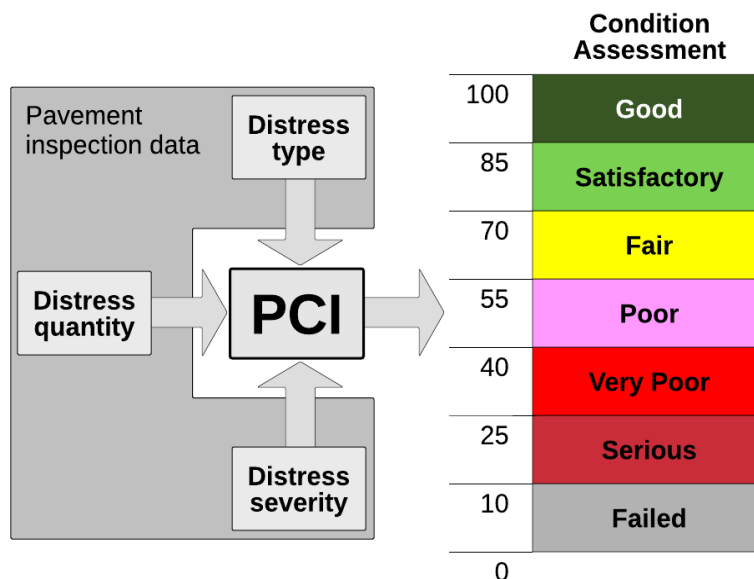 Condition
Assessment
Pavement
inspection data
Distress
type
Distress
quantity
PCI
Distress
severity
100
Good
85
Satisfactory
70
Fair
55
Poor
40
Very Poor
25
Serious
10
Failed
0